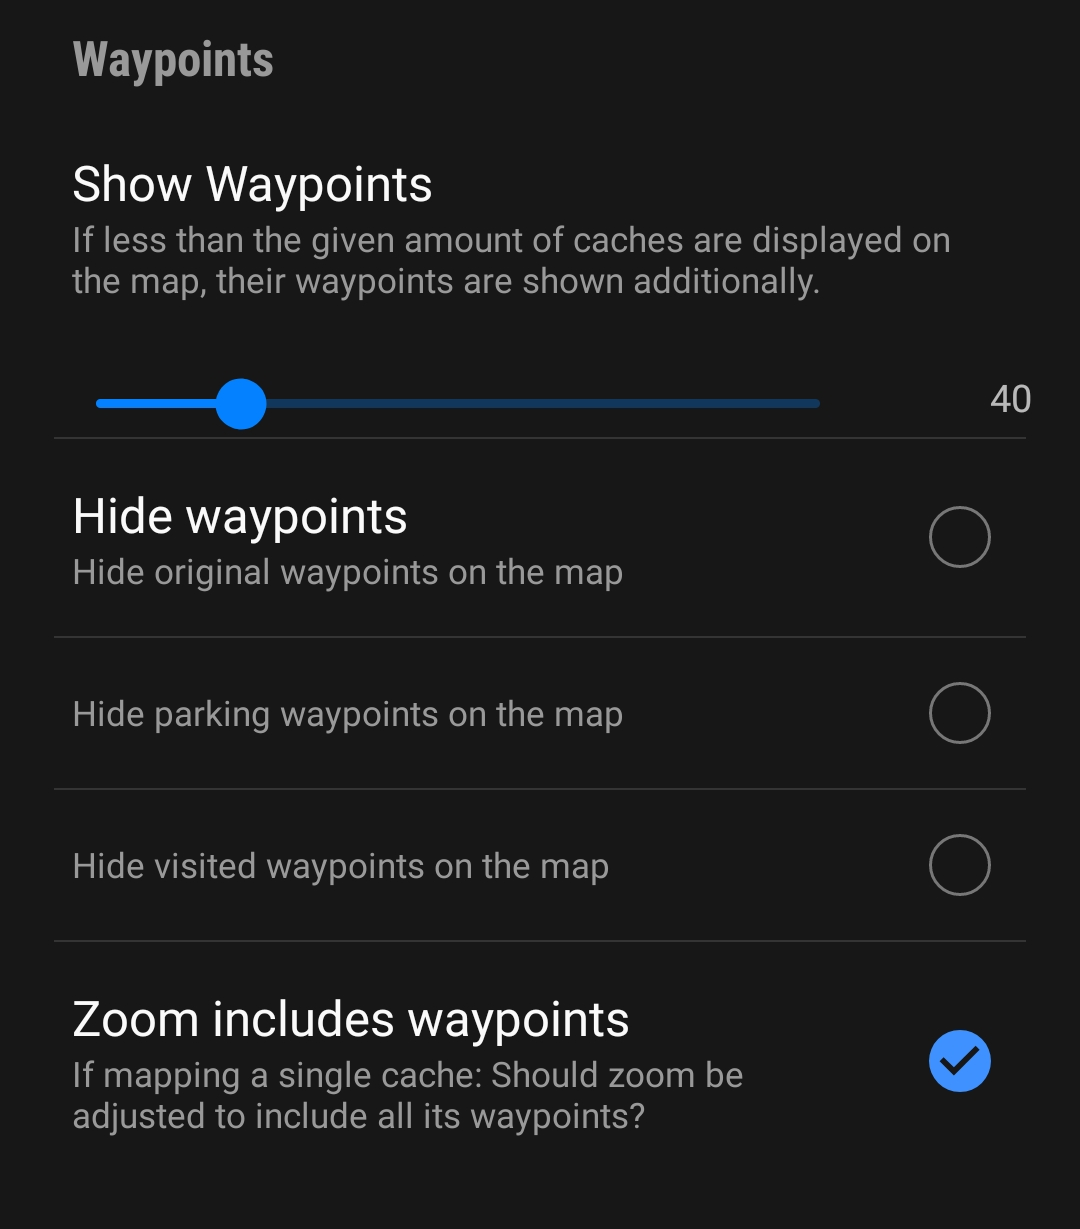 Waypoints
Show Waypoints
If less than the given amount of caches are displayed on
the map, their waypoints are shown additionally.
40
Hide waypoints
Hide original waypoints on the map
Hide parking waypoints on the map
Hide visited waypoints on the map
Zoom includes waypoints
If mapping a single cache: Should zoom be
adjusted to include all its waypoints?